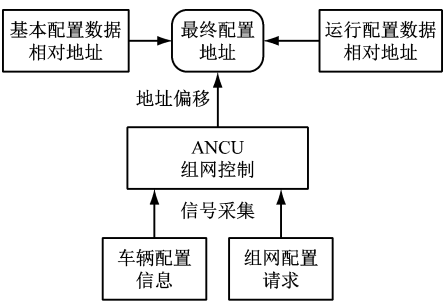 基本配置数据
相对地址
最终配置
地址
运行配置数据
相对地址
地址偏移
ANCU
组网控制
信号采集
车辆配置
信息
组网配置
请求